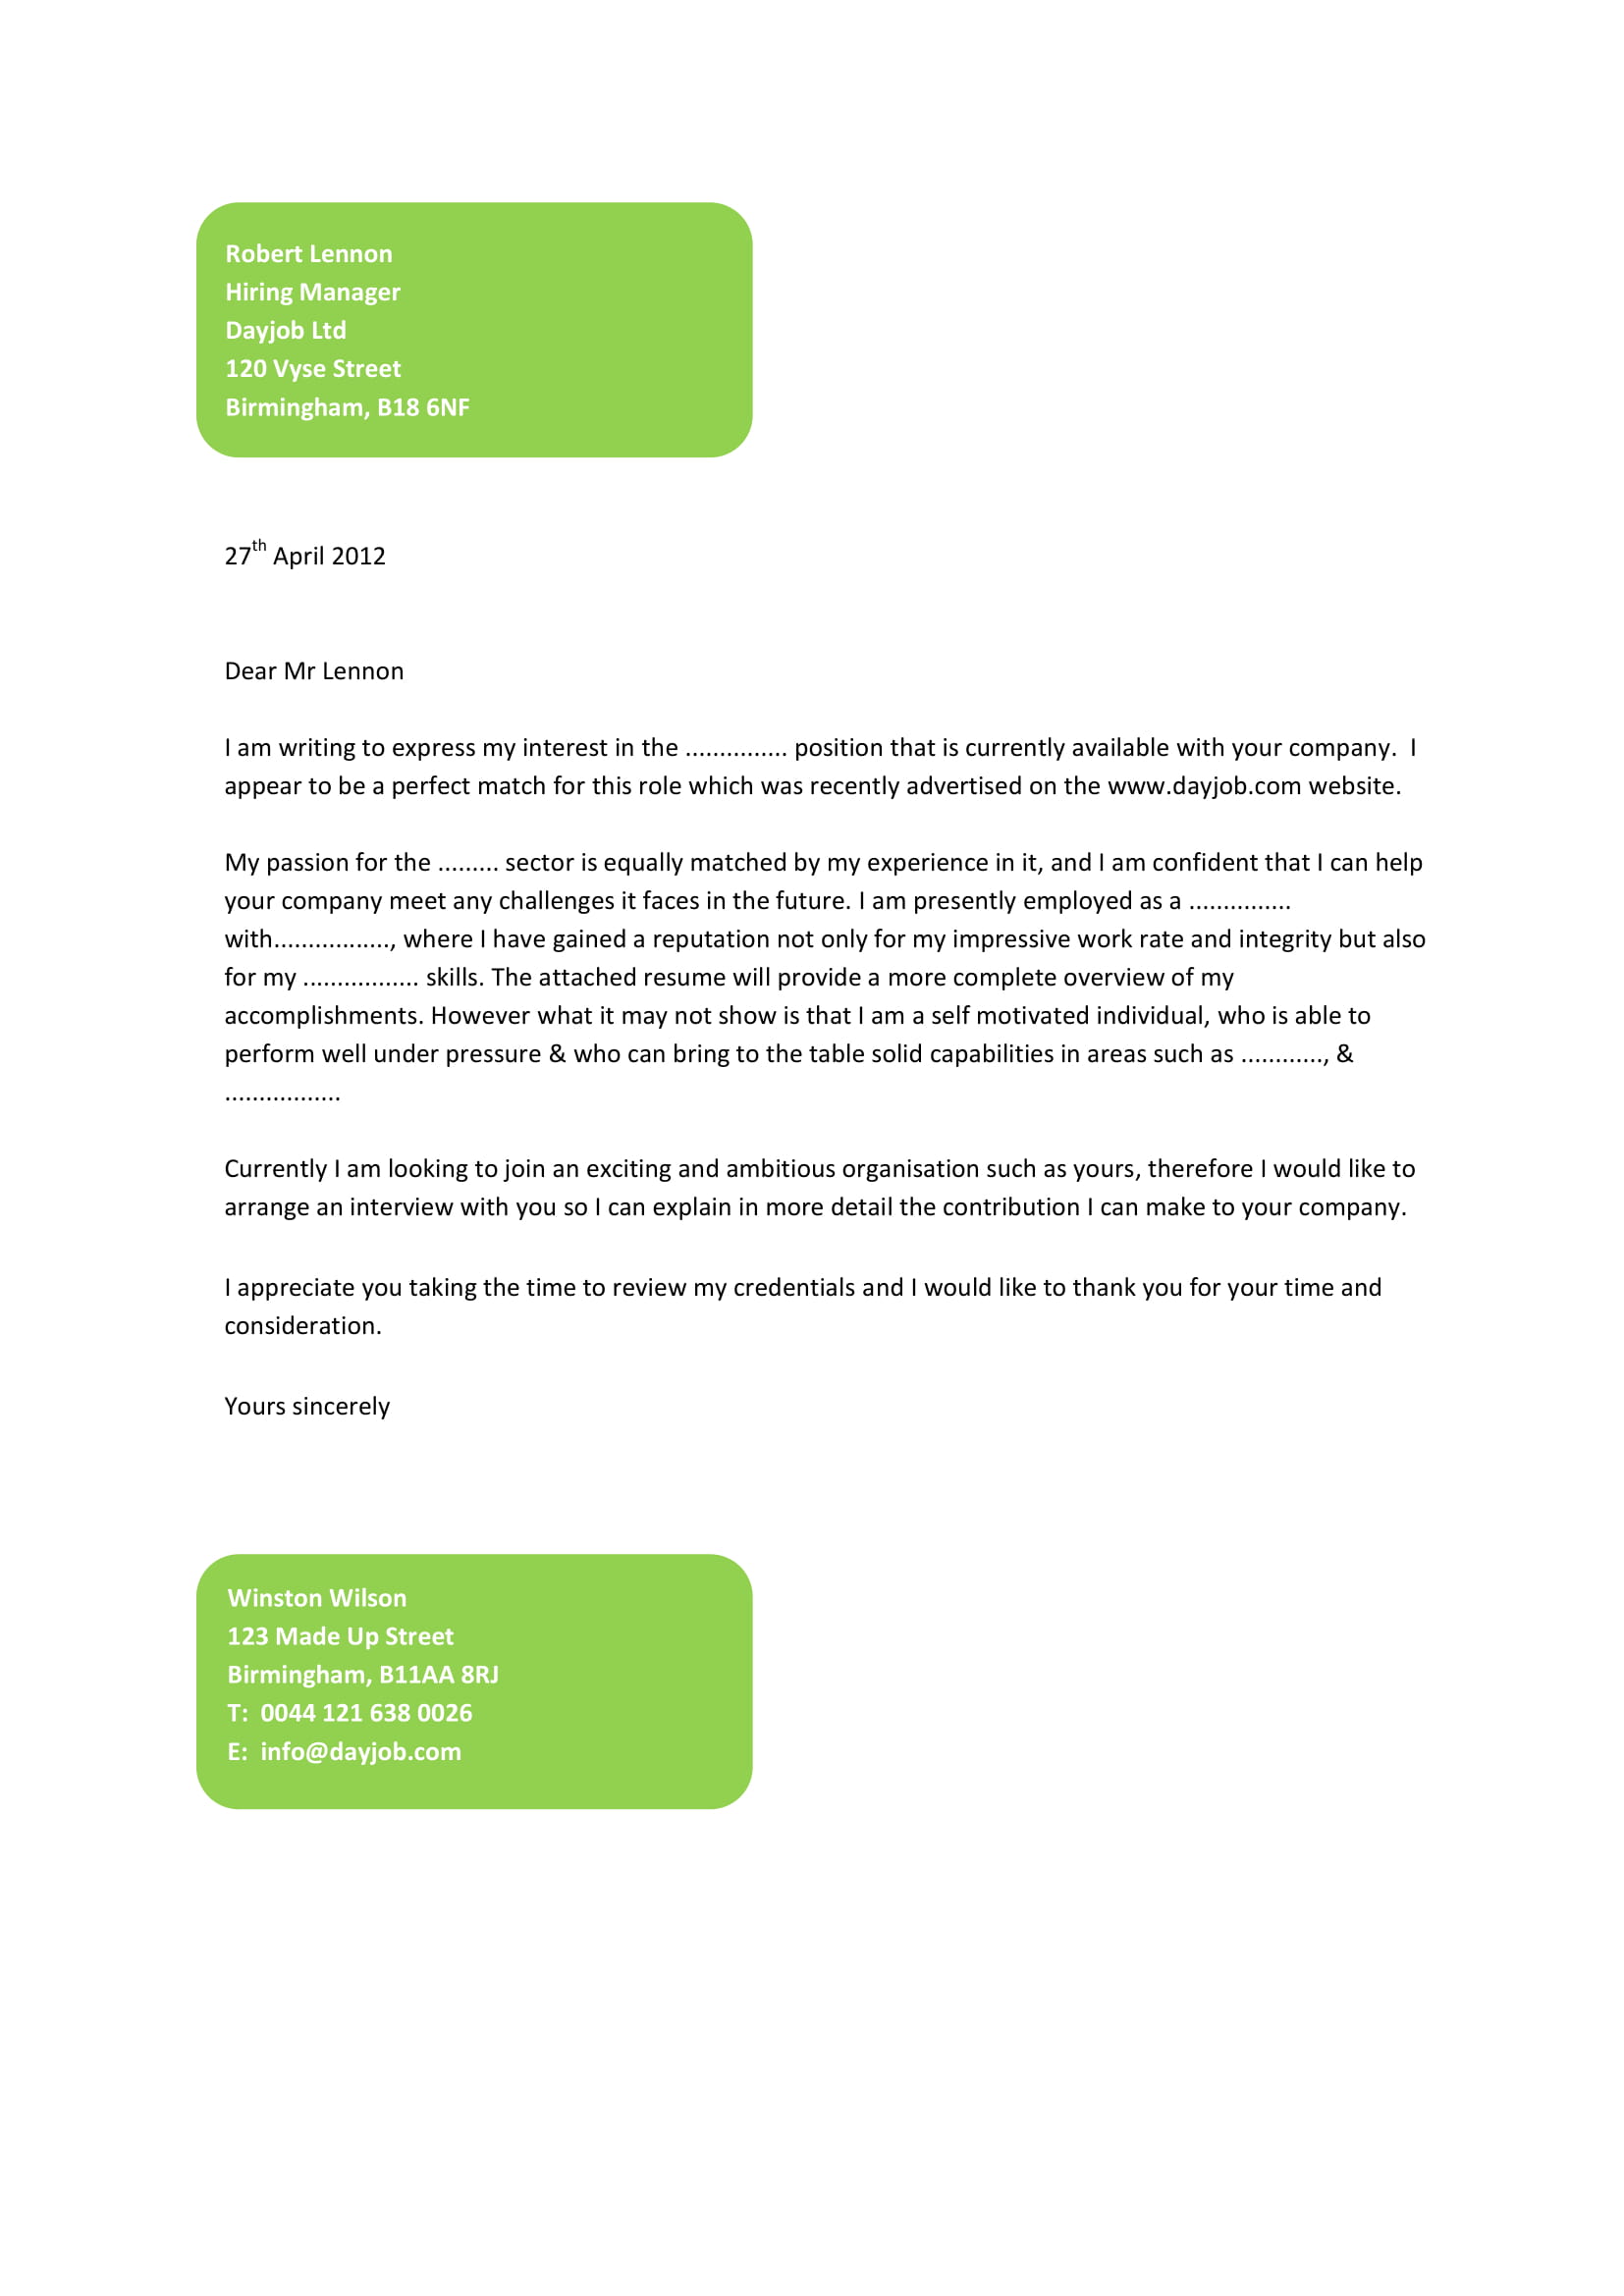 Robert Lennon
Hiring Manager
Dayjob Ltd
120 Vyse Street
Birmingham, B18 6NF
27th April 2012
Dear Mr Lennon
I am writing to express my interest in the ............... position that is currently available with your company.  I
appear to be a perfect match for this role which was recently advertised on the www.dayjob.com website.
My passion for the ......... sector is equally matched by my experience in it, and I am confident that I can help
your company meet any challenges it faces in the future. I am presently employed as a ...............
with................., where I have gained a reputation not only for my impressive work rate and integrity but also
for my ................. skills. The attached resume will provide a more complete overview of my
accomplishments. However what it may not show is that I am a self motivated individual, who is able to
perform well under pressure & who can bring to the table solid capabilities in areas such as ............, &
.................
Currently I am looking to join an exciting and ambitious organisation such as yours, therefore I would like to
arrange an interview with you so I can explain in more detail the contribution I can make to your company.
I appreciate you taking the time to review my credentials and I would like to thank you for your time and
consideration.
Yours sincerely
Winston Wilson
123 Made Up Street
Birmingham, B11AA 8RJ
T:  0044 121 638 0026
E:  info@dayjob.com